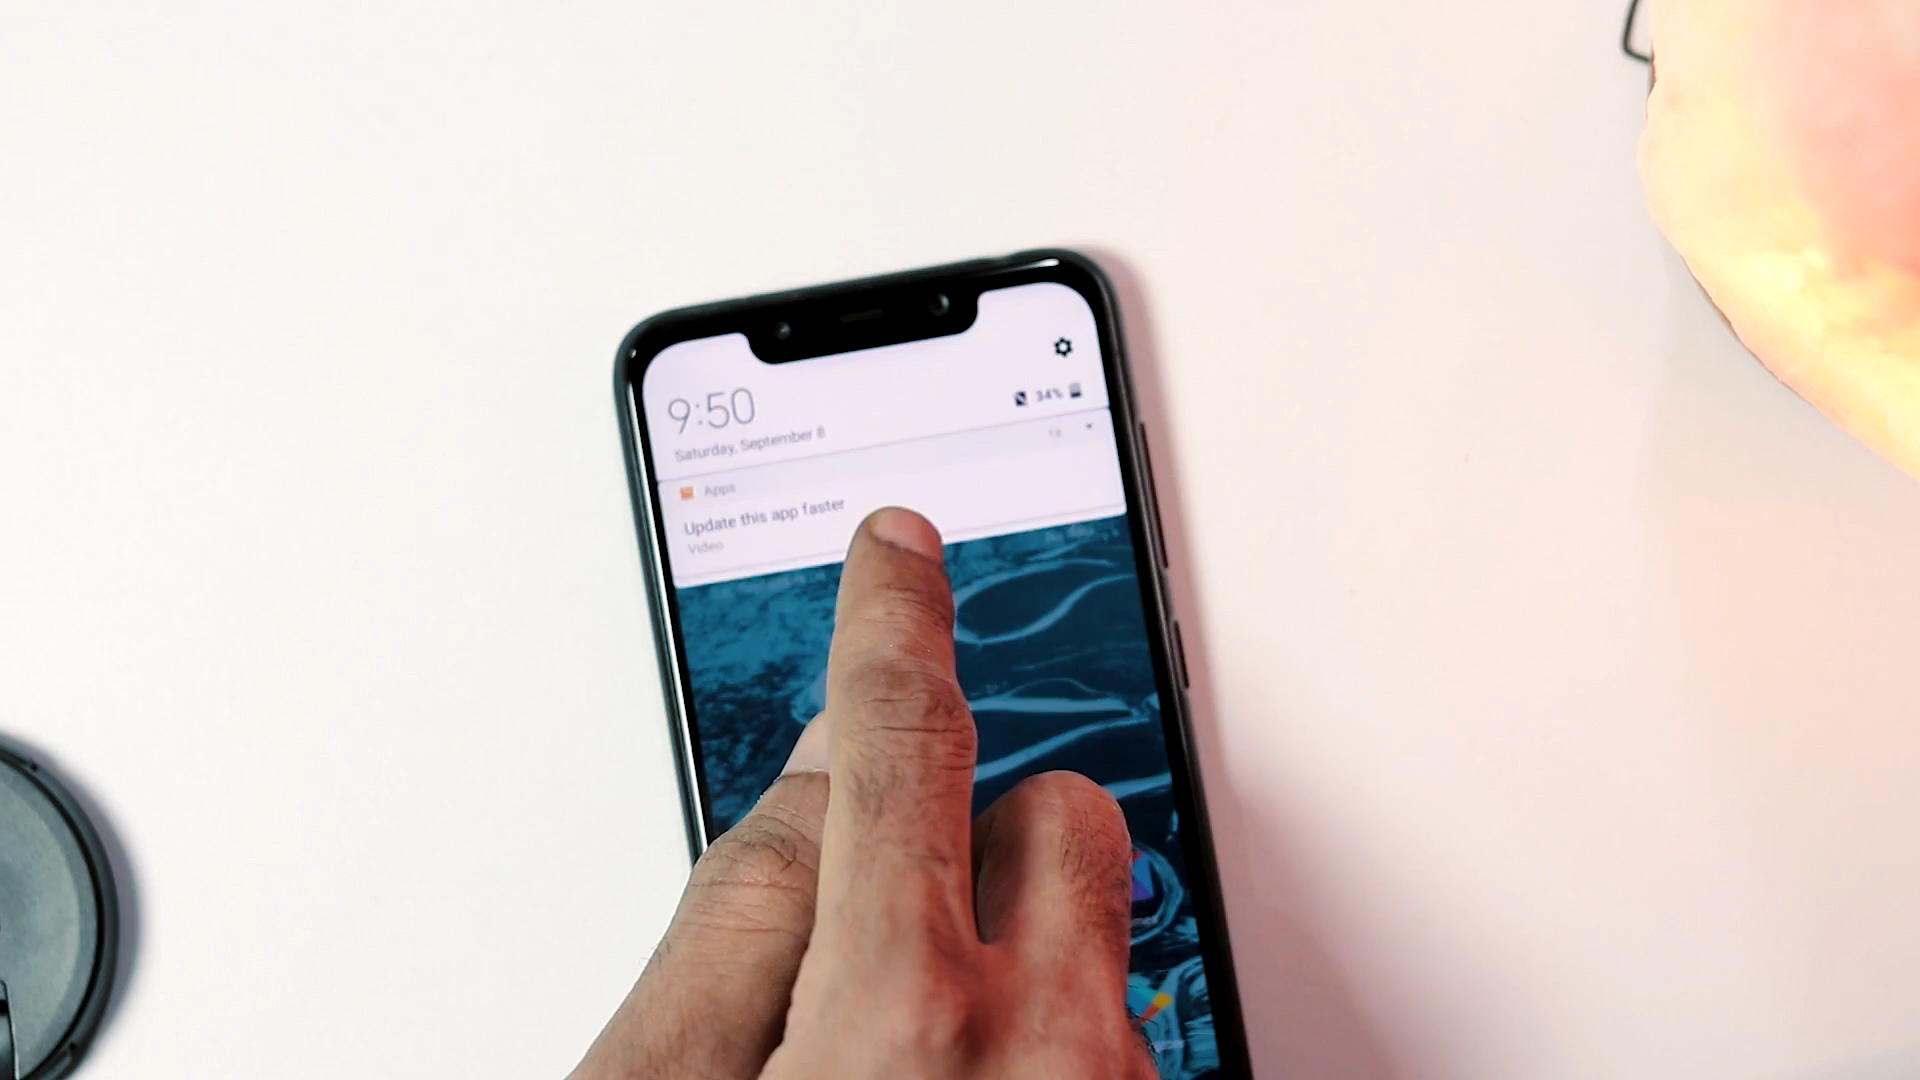 9:50
34%
Saturday, September 8
Apps
Update this app faster
Video